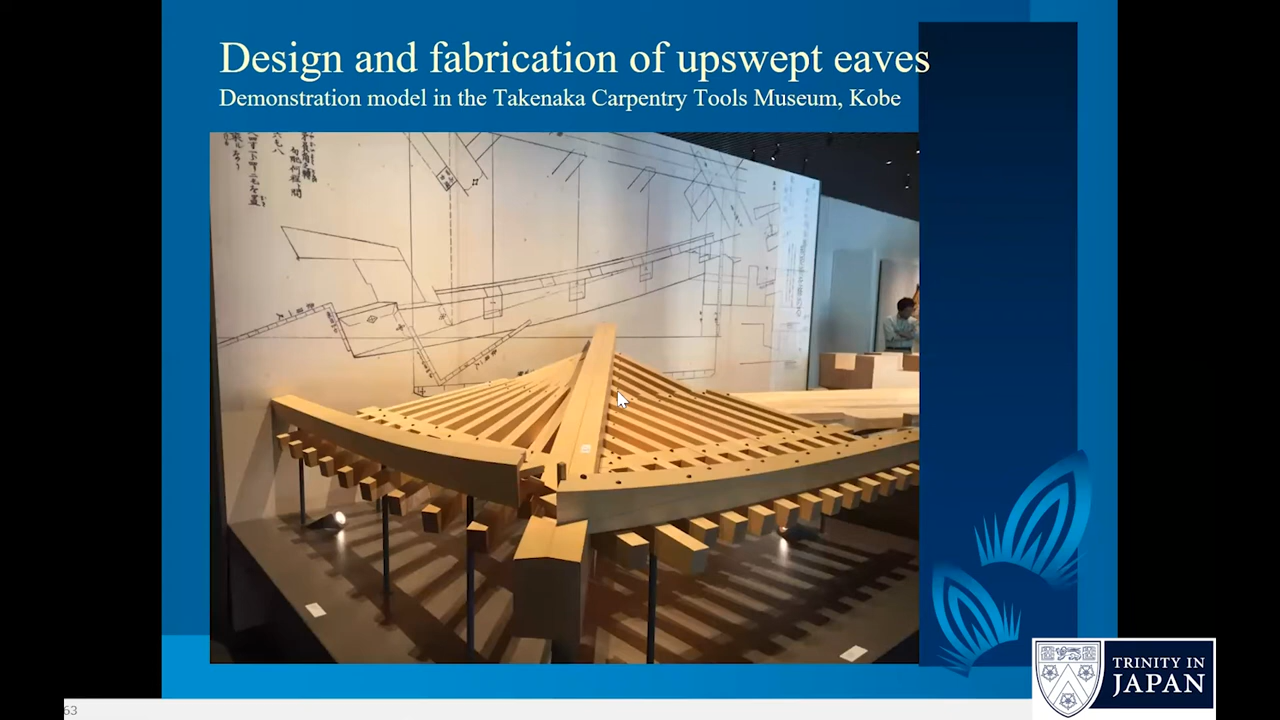 Design and fabrication of upswept eaves
Demonstration model in the Takenaka Carpentry Tools Museum, Kobe
63
TRINITY IN
JAPAN